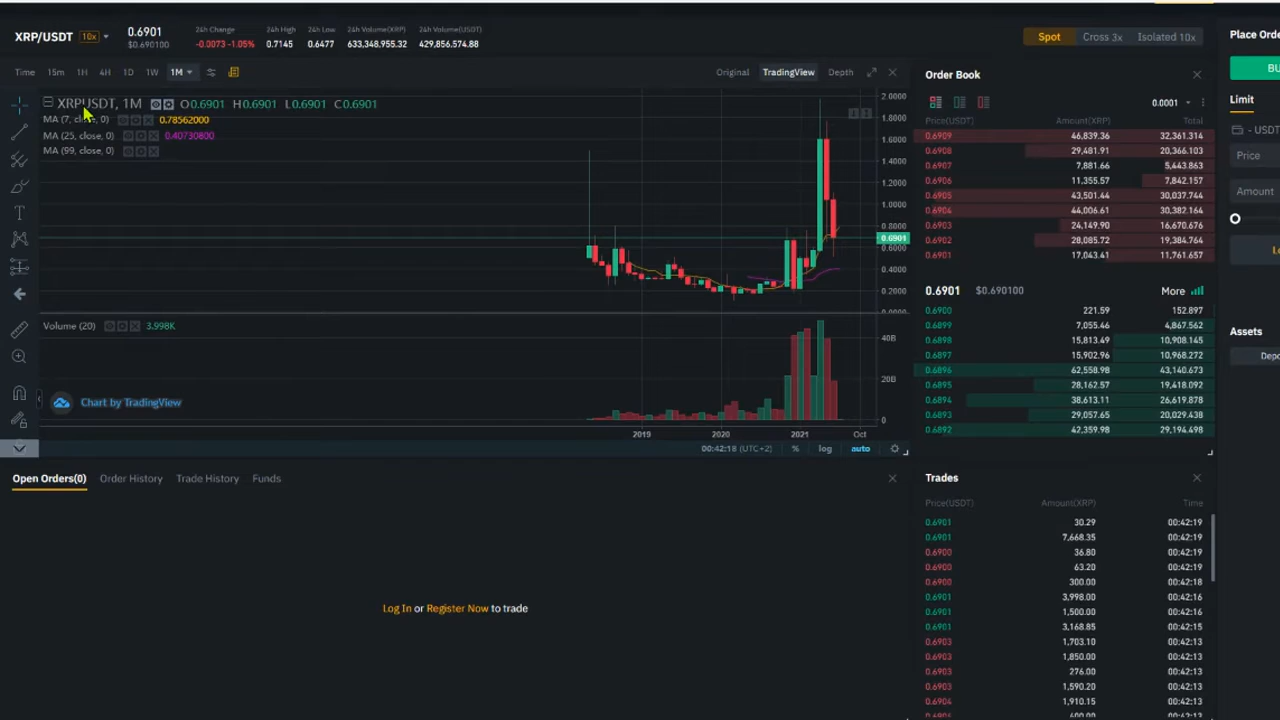 XRP/USDT 10x 0.6901 $0.690100 24h Change -0.0073 -1.05% 24h High 0.7145 24h Low 0.6477 24h Volume(XRP) 633,348,955.32 24h Volume(USDT) 429,856,574.88
Spot Cross 3x Isolated 10x
Time 15m 1H 4H 1D 1W 1M Original TradingView Depth
XRPUSDT, 1M O0.6901 H0.6901 L0.6901 C0.6901
MA (7, close, 0) 0.78562000
MA (25, close, 0) 0.40730800
MA (99, close, 0)
2.0000
1.8000
1.6000
1.4000
1.2000
1.0000
0.8000
0.6901
0.6000
0.4000
0.2000
0.0000
Volume (20) 3.998K
40B
20B
0
Chart by TradingView
2019 2020 2021 Oct
00:42:18 (UTC+2) % log auto
Order Book
0.0001
Price(USDT) Amount(XRP) Total
0.6909 46,839.36 32,361.314
0.6908 29,481.91 20,366.103
0.6907 7,881.66 5,443.863
0.6906 11,355.57 7,842.157
0.6905 43,501.44 30,037.744
0.6904 44,006.61 30,382.164
0.6903 24,149.90 16,670.676
0.6902 28,085.72 19,384.764
0.6901 17,043.41 11,761.657
0.6901 $0.690100 More
0.6900 221.59 152.897
0.6899 7,055.46 4,867.562
0.6898 15,813.49 10,908.145
0.6897 15,902.96 10,968.272
0.6896 62,558.98 43,140.673
0.6895 28,162.57 19,418.092
0.6894 38,613.11 26,619.878
0.6893 29,057.65 20,029.438
0.6892 42,359.98 29,194.498
Limit
- USDT
Price
Amount
Assets
Open Orders(0) Order History Trade History Funds
Log In or Register Now to trade
Trades
Price(USDT) Amount(XRP) Time
0.6901 30.29 00:42:19
0.6901 7,668.35 00:42:19
0.6900 36.80 00:42:19
0.6900 63.20 00:42:19
0.6900 300.00 00:42:18
0.6901 3,998.00 00:42:16
0.6901 1,500.00 00:42:16
0.6901 3,168.85 00:42:15
0.6903 1,703.10 00:42:13
0.6903 1,850.00 00:42:13
0.6903 276.00 00:42:13
0.6903 1,590.20 00:42:13
0.6904 1,910.15 00:42:13